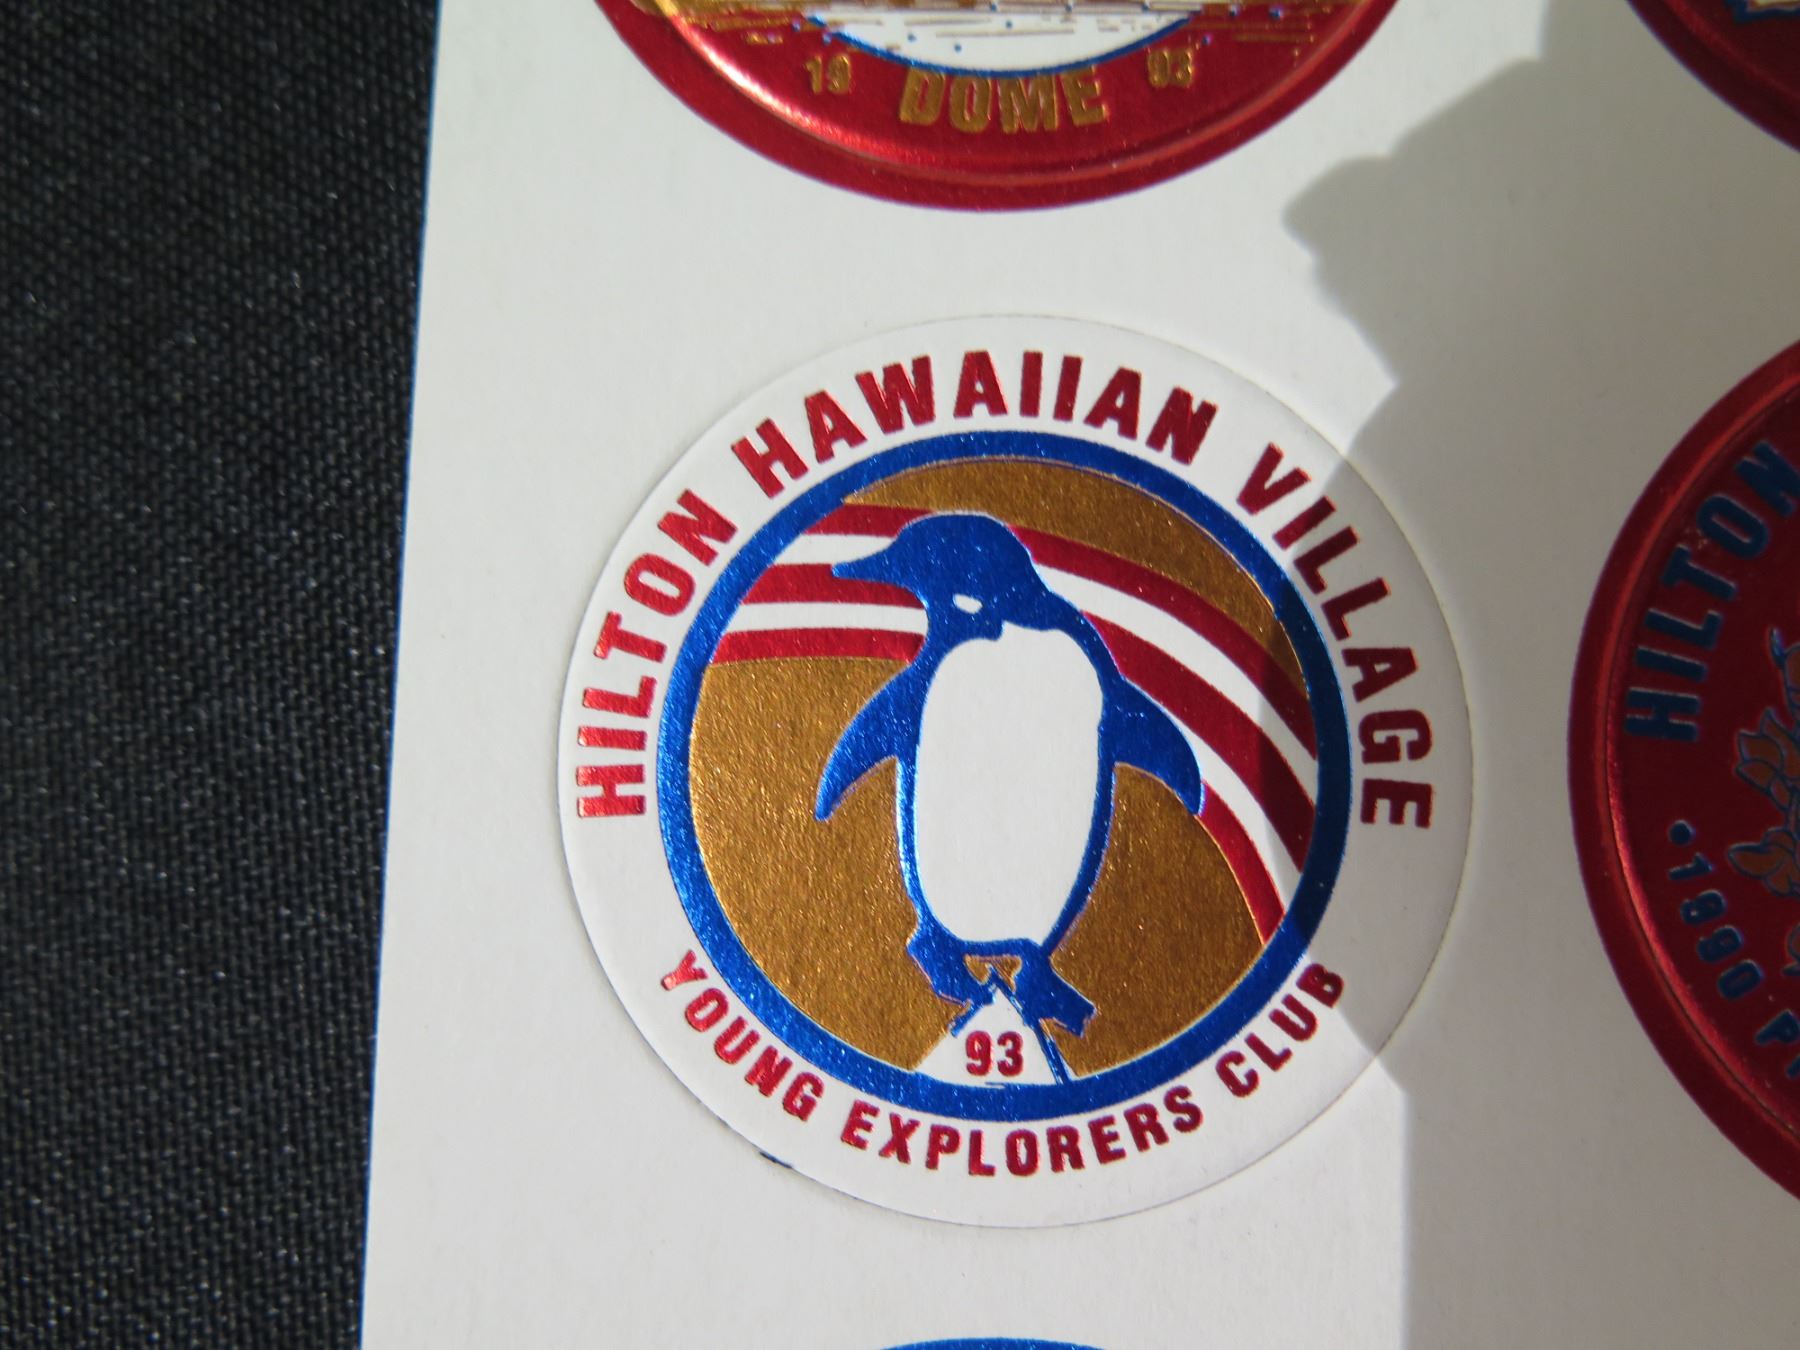 19 DOME 93
HILTON HAWAIIAN VILLAGE
93
YOUNG EXPLORERS CLUB
HILTON
• 1990